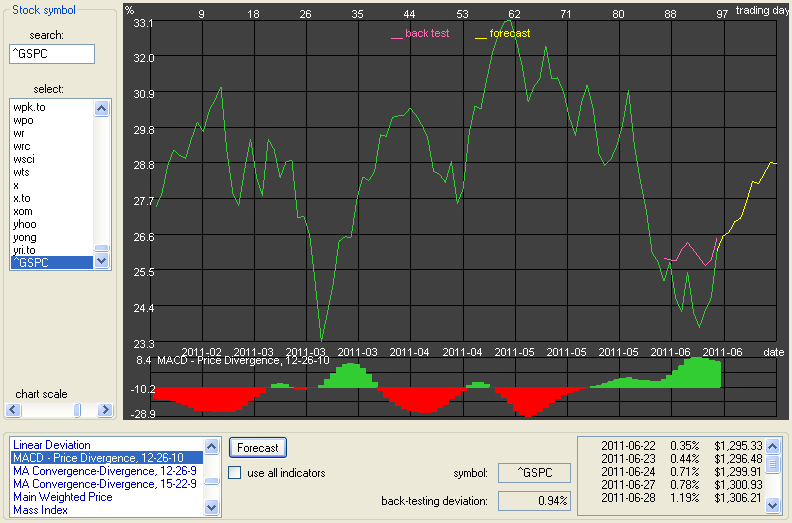 Stock symbol
search:
^GSPC
select:
wpk.to
wpo
wr
wrc
wsci
wts
x
x.to
xom
yhoo
yong
yri.to
^GSPC
chart scale
% 9 18 26 35 44 53 62 71 80 88 97 trading day
back test forecast
33.1
32.0
30.9
29.8
28.8
27.7
26.6
25.5
24.4
23.3
2011-02 2011-03 2011-03 2011-04 2011-04 2011-05 2011-05 2011-05 2011-06 2011-06 date
8.4 MACD - Price Divergence, 12-26-10
-10.2
-28.9
Linear Deviation
MACD - Price Divergence, 12-26-10
MA Convergence-Divergence, 12-26-9
MA Convergence-Divergence, 15-22-9
Main Weighted Price
Mass Index
Forecast
use all indicators
symbol: ^GSPC
back-testing deviation: 0.94%
2011-06-22 0.35% $1,295.33
2011-06-23 0.44% $1,296.48
2011-06-24 0.71% $1,299.91
2011-06-27 0.78% $1,300.93
2011-06-28 1.19% $1,306.21